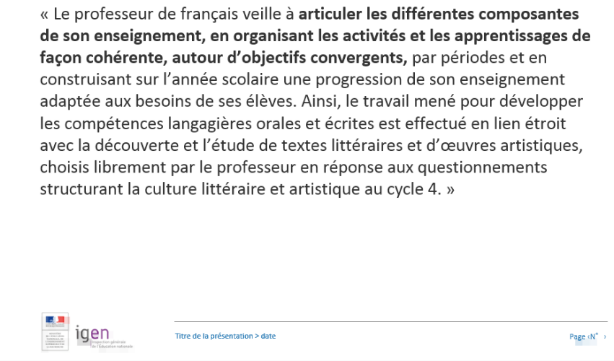 « Le professeur de français veille à articuler les différentes composantes
de son enseignement, en organisant les activités et les apprentissages de
façon cohérente, autour d’objectifs convergents, par périodes et en
construisant sur l’année scolaire une progression de son enseignement
adaptée aux besoins de ses élèves. Ainsi, le travail mené pour développer
les compétences langagières orales et écrites est effectué en lien étroit
avec la découverte et l’étude de textes littéraires et d’œuvres artistiques,
choisis librement par le professeur en réponse aux questionnements
structurant la culture littéraire et artistique au cycle 4. »
igen
Titre de la présentation > date
Page ‹N°